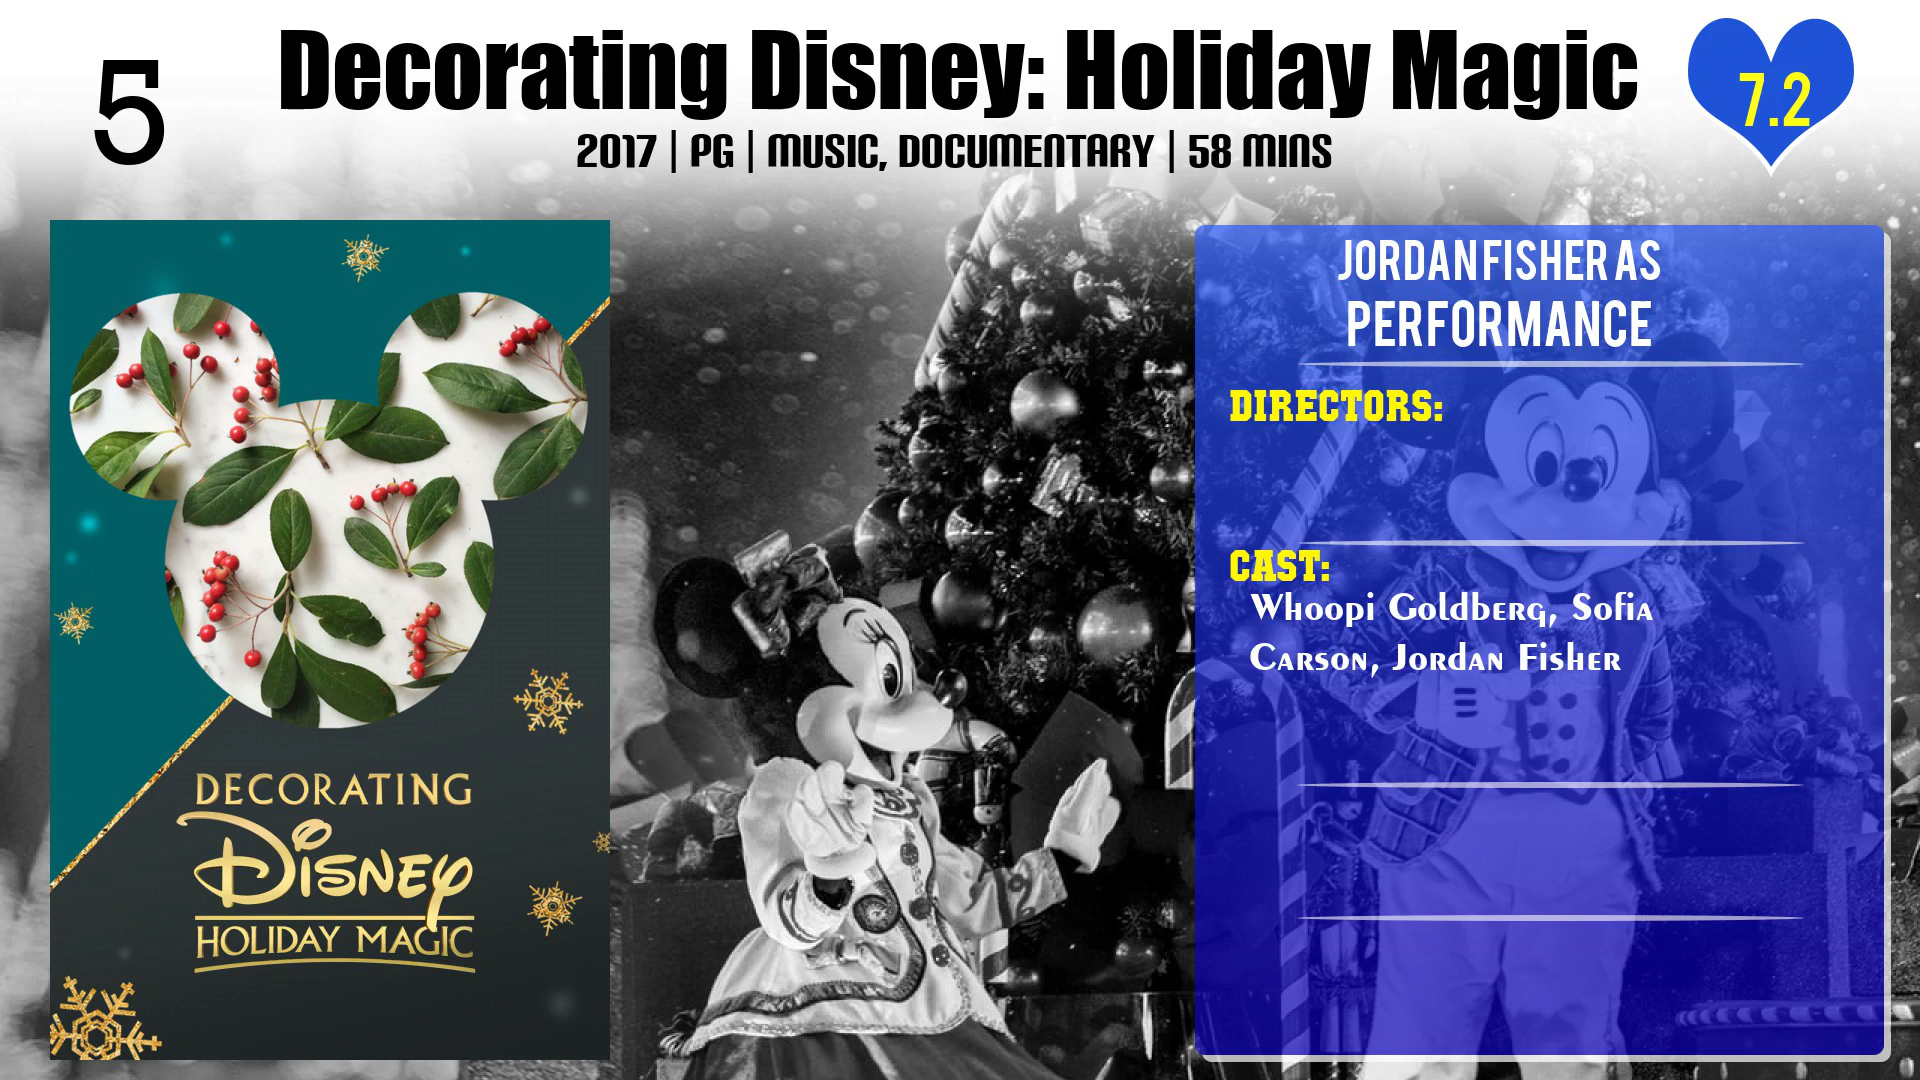 5
Decorating Disney: Holiday Magic
7.2
2017 | PG | MUSIC, DOCUMENTARY | 58 MINS
DECORATING
DISNEY
HOLIDAY MAGIC
JORDAN FISHER AS
PERFORMANCE
DIRECTORS:
CAST:
Whoopi Goldberg, Sofia
Carson, Jordan Fisher